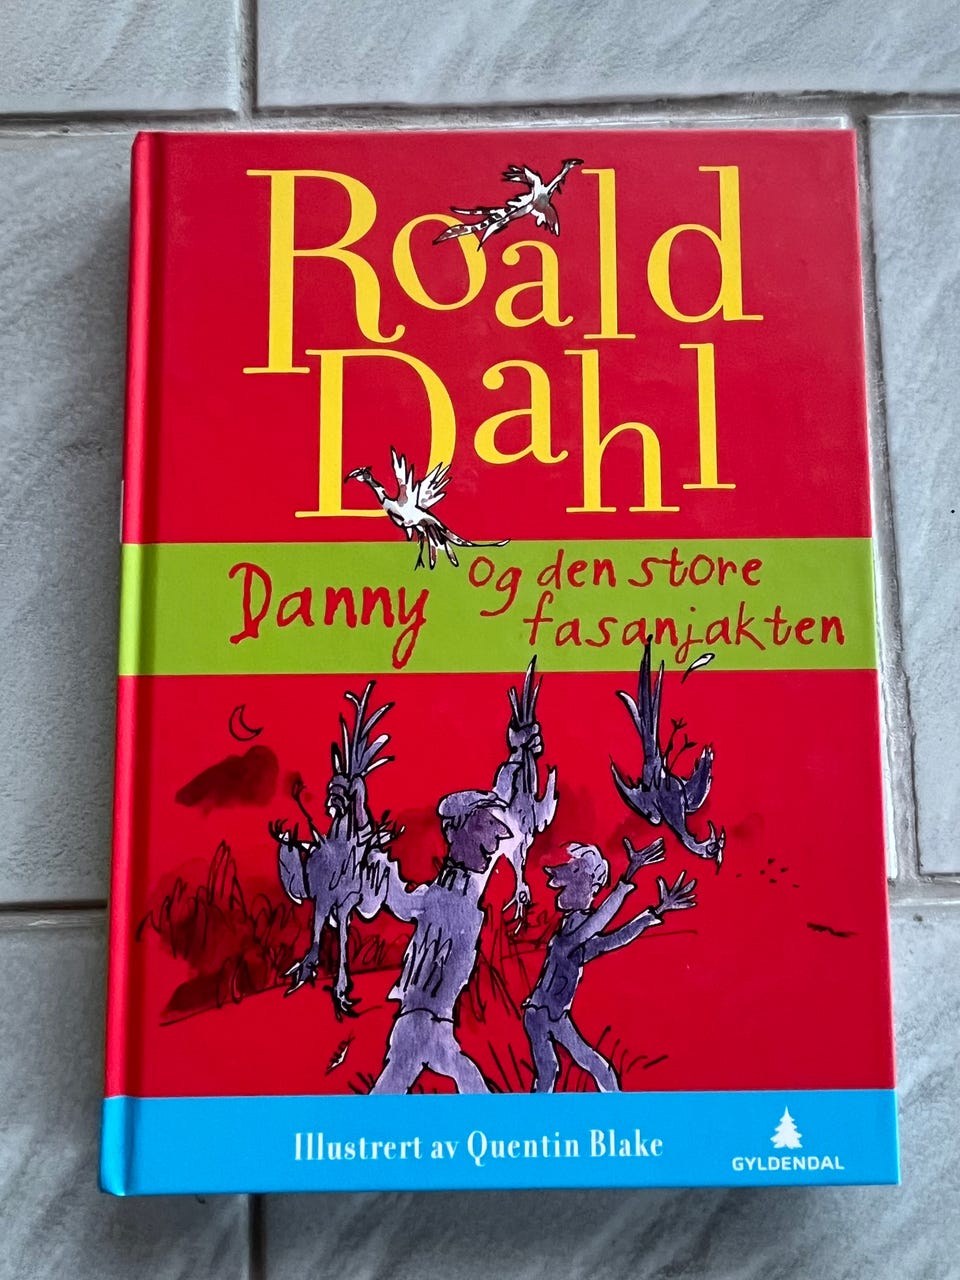 Roald
Dahl
Danny og den store
fasanjakten
Illustrert av Quentin Blake
GYLDENDAL